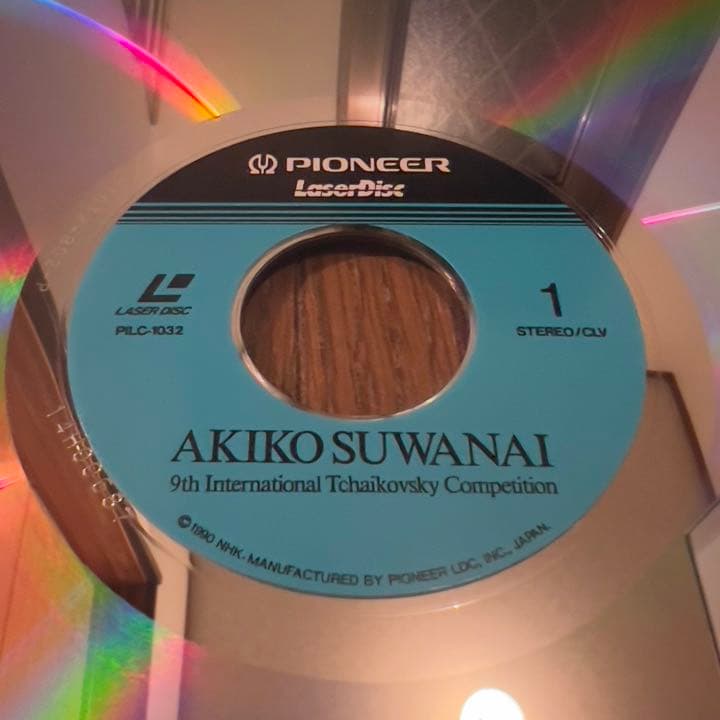 PIONEER
LaserDisc
LASER DISC
PILC-1032
1
STEREO/CLV
AKIKO SUWANAI
9th International Tchaikovsky Competition
©1990 NHK. MANUFACTURED BY PIONEER LDC, INC., JAPAN.